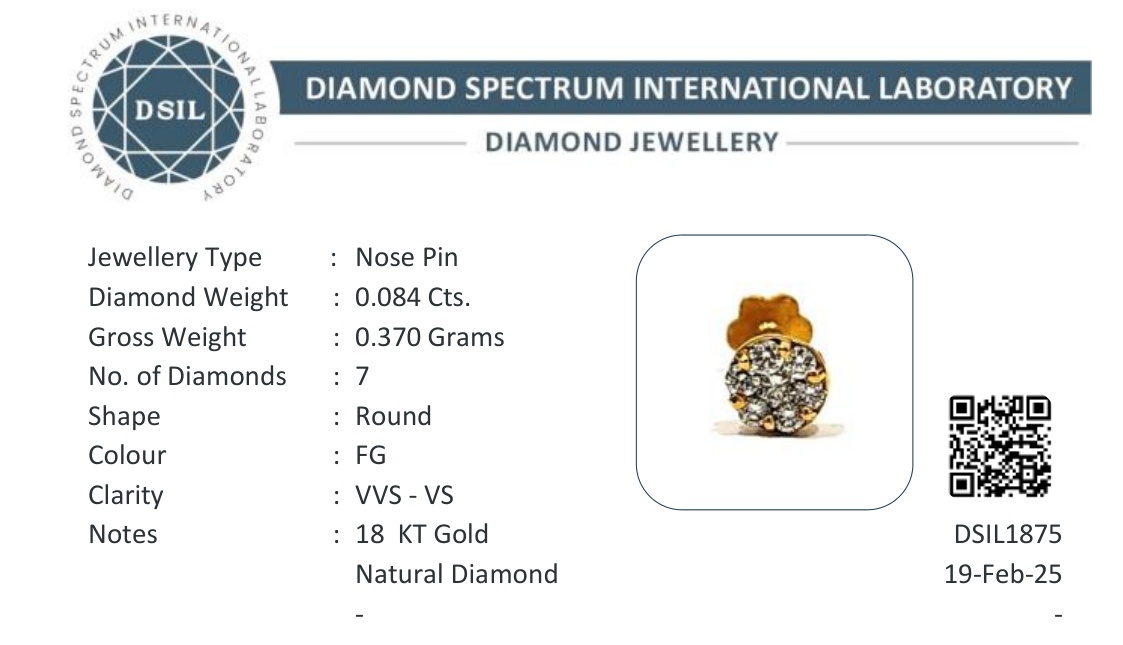 DIAMOND SPECTRUM INTERNATIONAL LABORATORY
DSIL
DIAMOND SPECTRUM INTERNATIONAL LABORATORY
DIAMOND JEWELLERY
Jewellery Type : Nose Pin
Diamond Weight : 0.084 Cts.
Gross Weight : 0.370 Grams
No. of Diamonds : 7
Shape : Round
Colour : FG
Clarity : VVS - VS
Notes : 18 KT Gold
DSIL1875
Natural Diamond
19-Feb-25
-
-